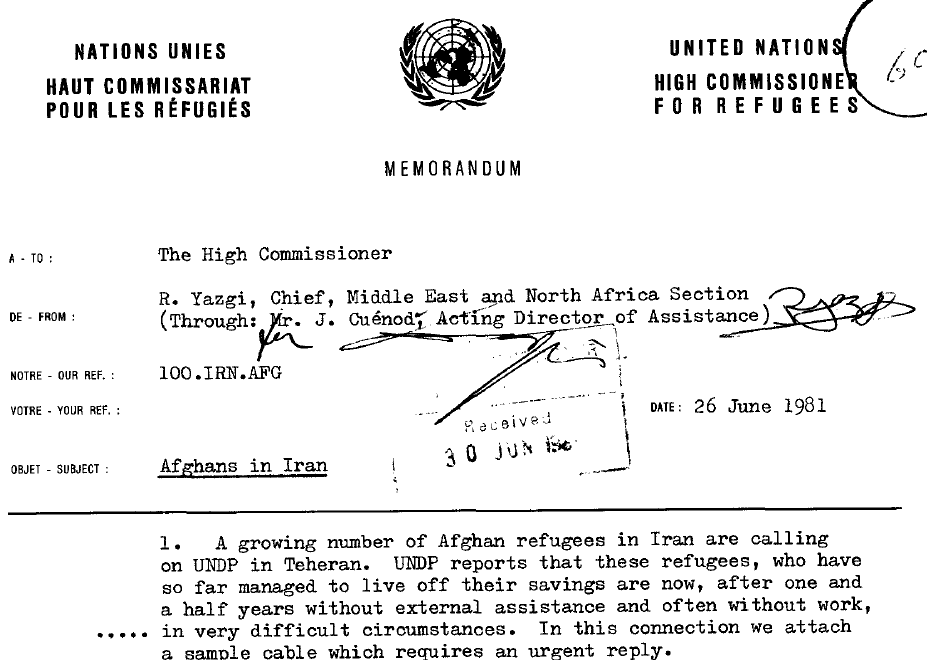 NATIONS UNIES
HAUT COMMISSARIAT
POUR LES RÉFUGIÉS
UNITED NATIONS
HIGH COMMISSIONER
FOR REFUGEES
MEMORANDUM
A - TO : The High Commissioner
DE - FROM : R. Yazgi, Chief, Middle East and North Africa Section
(Through: Mr. J. Cuénod, Acting Director of Assistance)
for
NOTRE - OUR REF. : 100.IRN.AFG
VOTRE - YOUR REF. :
DATE : 26 June 1981
Received
30 JUN
OBJET - SUBJECT : Afghans in Iran
1. A growing number of Afghan refugees in Iran are calling
on UNDP in Teheran. UNDP reports that these refugees, who have
so far managed to live off their savings are now, after one and
a half years without external assistance and often without work,
..... in very difficult circumstances. In this connection we attach
a sample cable which requires an urgent reply.